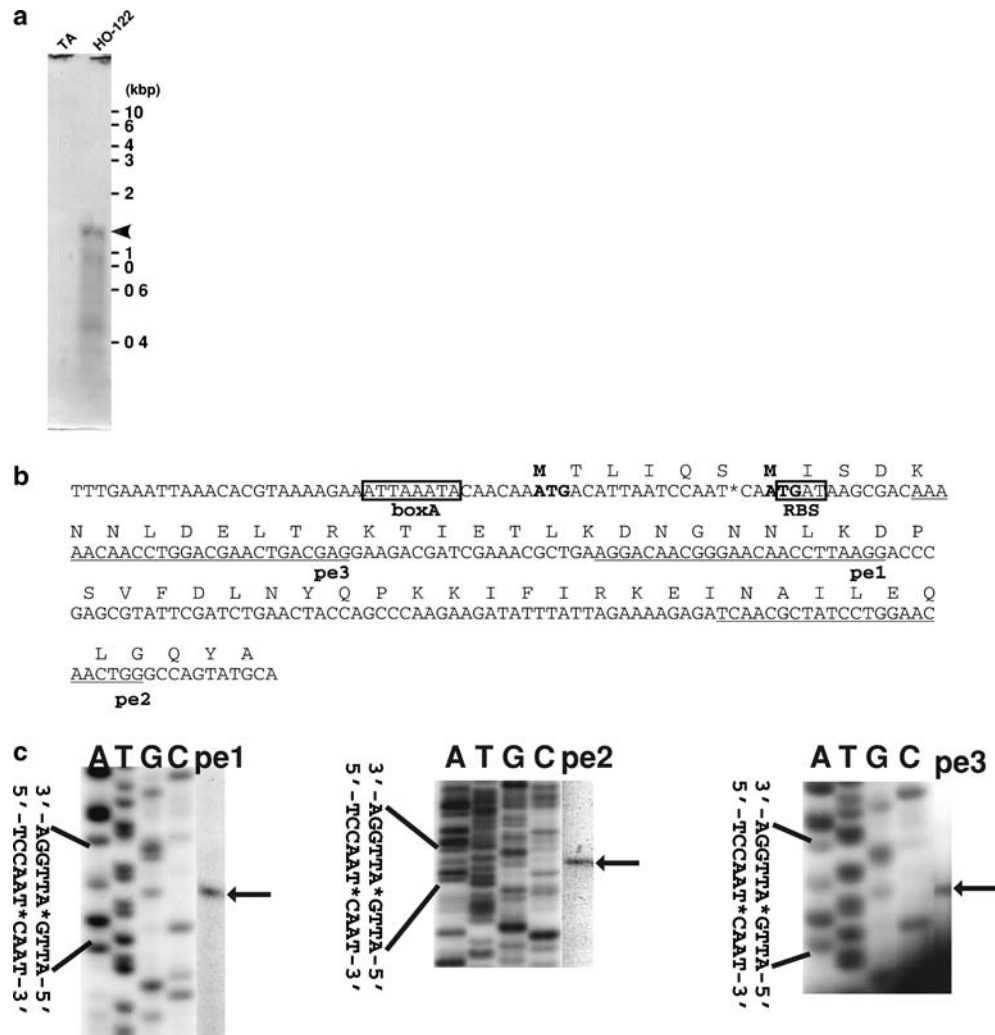 a
TA HO-122
(kbp)
10
6
4
3
2
1
0
0 6
0 4
b
M T L I Q S M I S D K
TTTGAAATTAAACACGTAAAAGAAATTAAATACAACAAATGACATTAATCCAAT*CAATGATAAGCGACAAA
boxA RBS
N N L D E L T R K T I E T L K D N G N N L K D P
AACAACCTGGACGAACTGACGAGGAAGACGATCGAAACGCTGAAGGACAACGGGAACAACCTTAAGGACCC
pe3 pe1
S V F D L N Y Q P K K I F I R K E I N A I L E Q
GAGCGTATTCGATCTGAACTACCAGCCCAAGAAGATATTTATTAGAAAAGAGATCAACGCTATCCTGGAAC
L G Q Y A
AACTGGGCCAGTATGCA
pe2
c
A T G C pe1
3'-AGGTTA*GTTA-5'
5'-TCCAAT*CAAT-3'
A T G C pe2
3'-AGGTTA*GTTA-5'
5'-TCCAAT*CAAT-3'
A T G C pe3
3'-AGGTTA*GTTA-5'
5'-TCCAAT*CAAT-3'